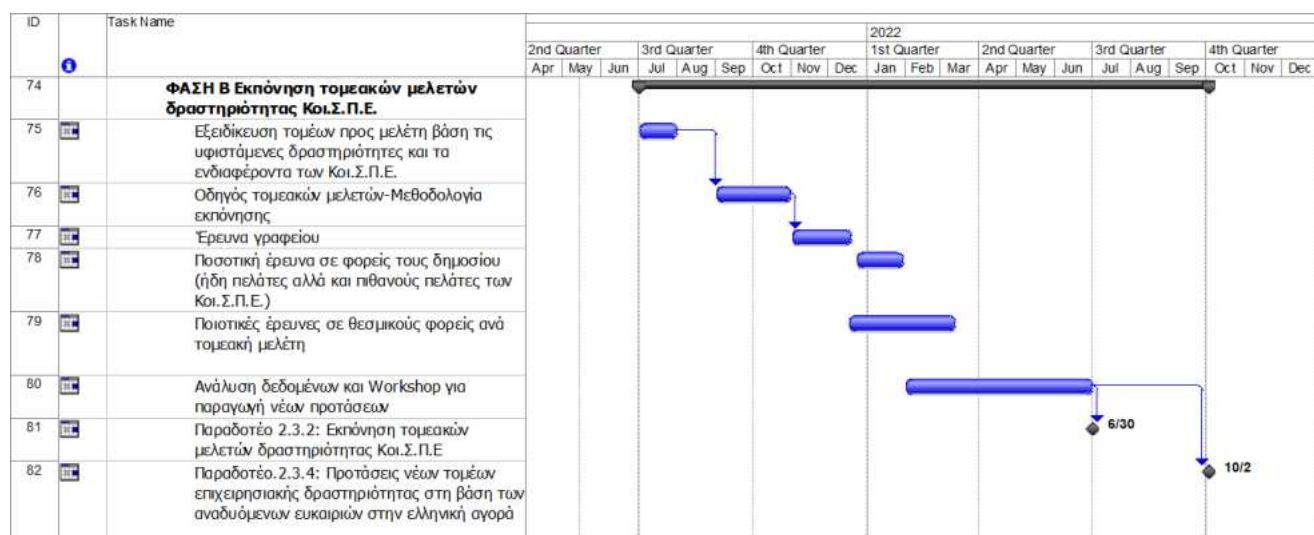 ID Task Name
2022
2nd Quarter 3rd Quarter 4th Quarter 1st Quarter 2nd Quarter 3rd Quarter 4th Quarter
Apr May Jun Jul Aug Sep Oct Nov Dec Jan Feb Mar Apr May Jun Jul Aug Sep Oct Nov Dec
74 ΦΑΣΗ Β Εκπόνηση τομεακών μελετών
δραστηριότητας Κοι.Σ.Π.Ε.
75 Εξειδίκευση τομέων προς μελέτη βάση τις
υφιστάμενες δραστηριότητες και τα
ενδιαφέροντα των Κοι.Σ.Π.Ε.
76 Οδηγός τομεακών μελετών-Μεθοδολογία
εκπόνησης
77 Έρευνα γραφείου
78 Ποσοτική έρευνα σε φορείς τους δημοσίου
(ήδη πελάτες αλλά και πιθανούς πελάτες των
Κοι.Σ.Π.Ε.)
79 Ποιοτικές έρευνες σε θεσμικούς φορείς ανά
τομεακή μελέτη
80 Ανάλυση δεδομένων και Workshop για
παραγωγή νέων προτάσεων
81 Παραδοτέο 2.3.2: Εκπόνηση τομεακών
μελετών δραστηριότητας Κοι.Σ.Π.Ε
6/30
82 Παραδοτέο.2.3.4: Προτάσεις νέων τομέων
επιχειρησιακής δραστηριότητας στη βάση των
αναδυόμενων ευκαιριών στην ελληνική αγορά
10/2